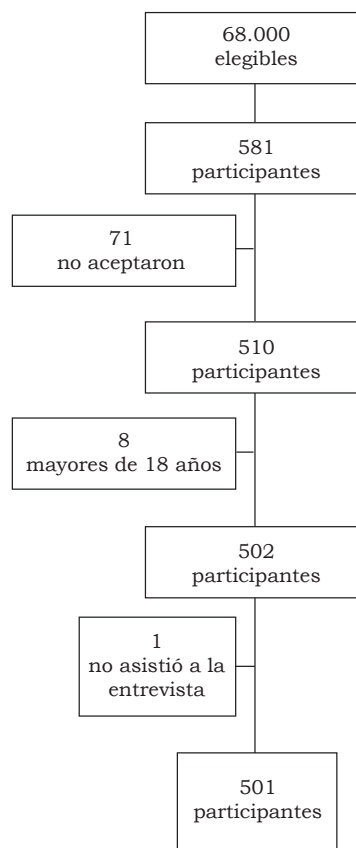 68.000
elegibles
581
participantes
71
no aceptaron
510
participantes
8
mayores de 18 años
502
participantes
1
no asistió a la
entrevista
501
participantes